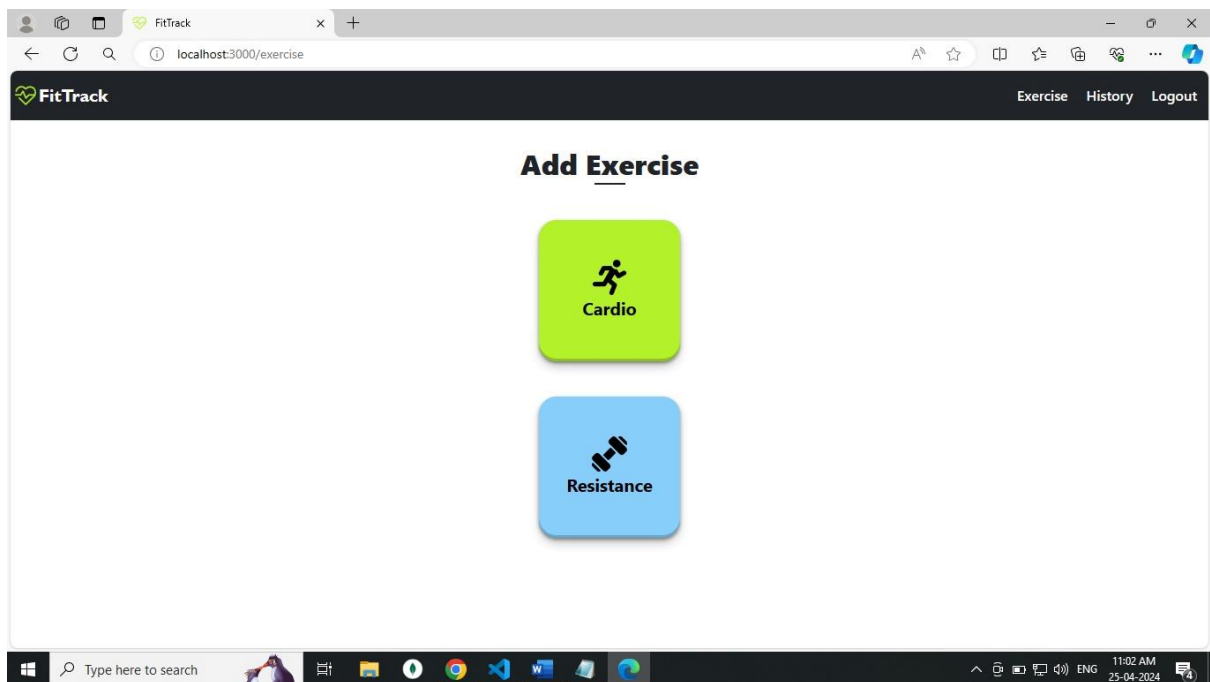 FitTrack
localhost:3000/exercise
FitTrack
Exercise History Logout
Add Exercise
Cardio
Resistance
Type here to search
ENG
11:02 AM
25-04-2024
4